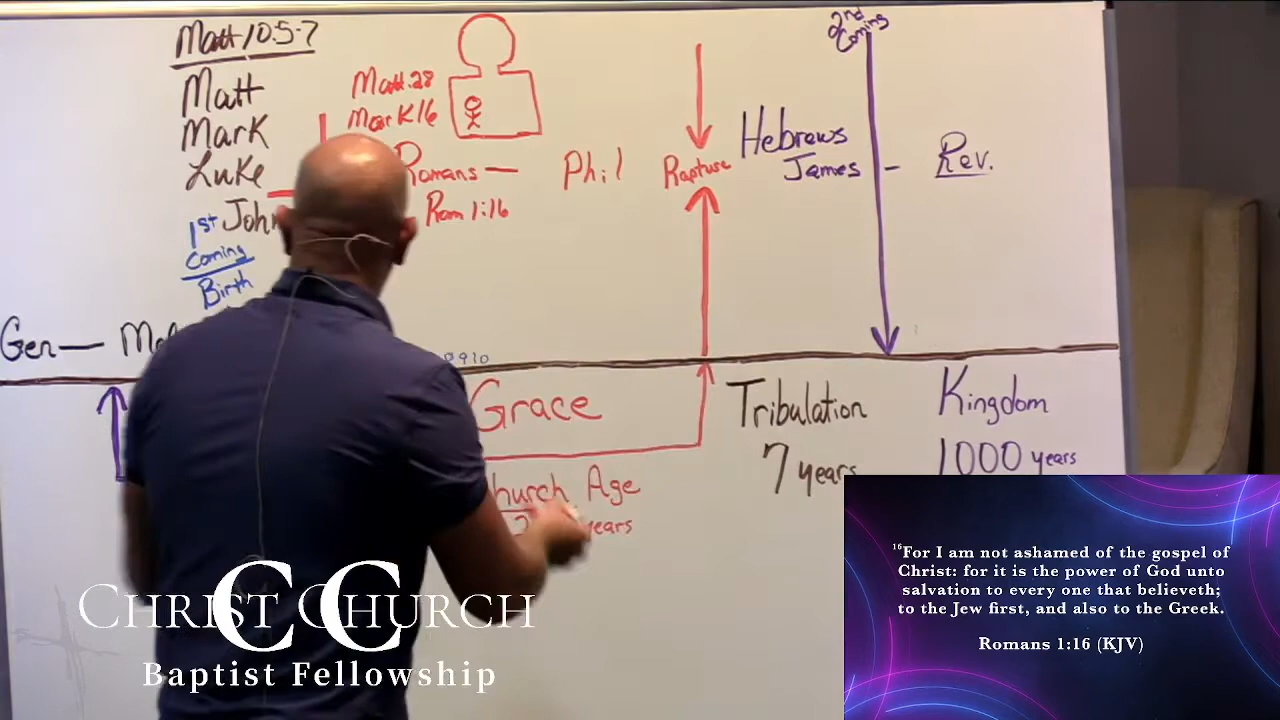 Matt 10:5-7
Matt
Mark
Luke
John
1st
Coming
Birth
Gen —
Matt. 28
Mark 16
Romans —
Rom 1:16
Phil
Rapture
Hebrews
James —
2nd
Coming
Rev.
8 9 10
Grace
Church Age
years
Tribulation
7 years
Kingdom
1000 years
CC
CHRIST CHURCH
Baptist Fellowship
16For I am not ashamed of the gospel of
Christ: for it is the power of God unto
salvation to every one that believeth;
to the Jew first, and also to the Greek.
Romans 1:16 (KJV)